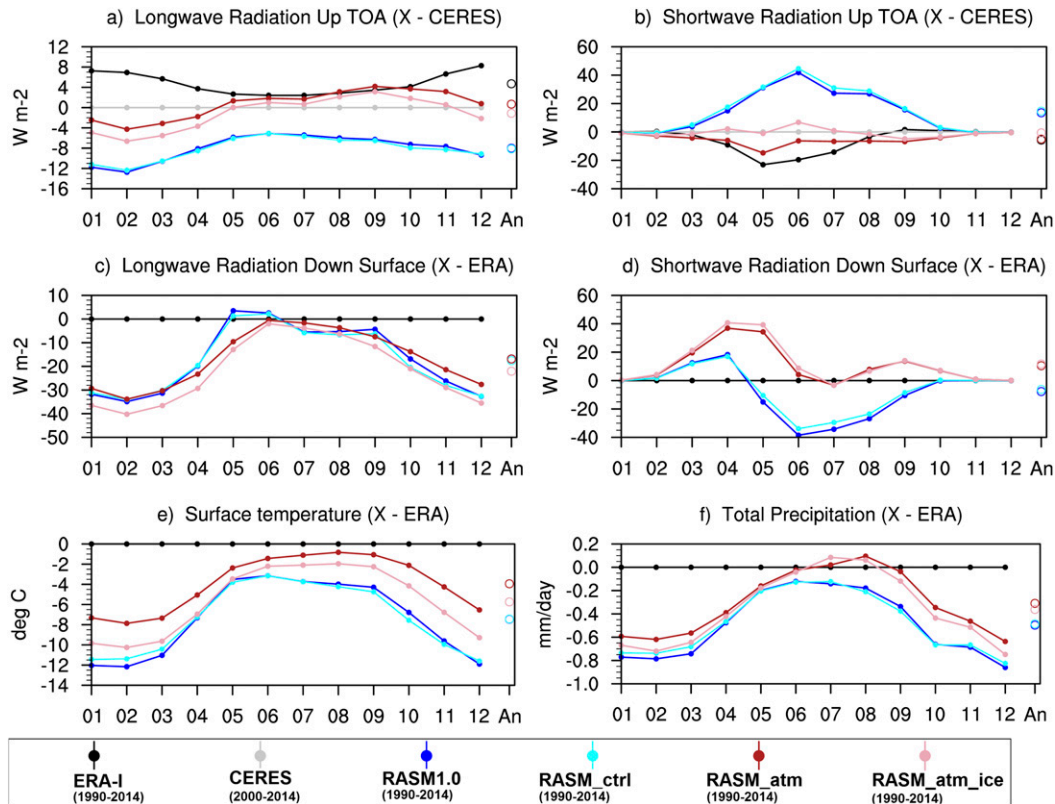 a) Longwave Radiation Up TOA (X - CERES)
b) Shortwave Radiation Up TOA (X - CERES)
12
8
4
0
-4
-8
-12
-16
W m-2
01 02 03 04 05 06 07 08 09 10 11 12 An
60
40
20
0
-20
-40
W m-2
01 02 03 04 05 06 07 08 09 10 11 12 An
c) Longwave Radiation Down Surface (X - ERA)
d) Shortwave Radiation Down Surface (X - ERA)
10
0
-10
-20
-30
-40
-50
W m-2
01 02 03 04 05 06 07 08 09 10 11 12 An
60
40
20
0
-20
-40
W m-2
01 02 03 04 05 06 07 08 09 10 11 12 An
e) Surface temperature (X - ERA)
f) Total Precipitation (X - ERA)
0
-2
-4
-6
-8
-10
-12
-14
deg C
01 02 03 04 05 06 07 08 09 10 11 12 An
0.2
0.0
-0.2
-0.4
-0.6
-0.8
-1.0
mm/day
01 02 03 04 05 06 07 08 09 10 11 12 An
ERA-I CERES RASM1.0 RASM_ctrl RASM_atm RASM_atm_ice
(1990-2014) (2000-2014) (1990-2014) (1990-2014) (1990-2014) (1990-2014)